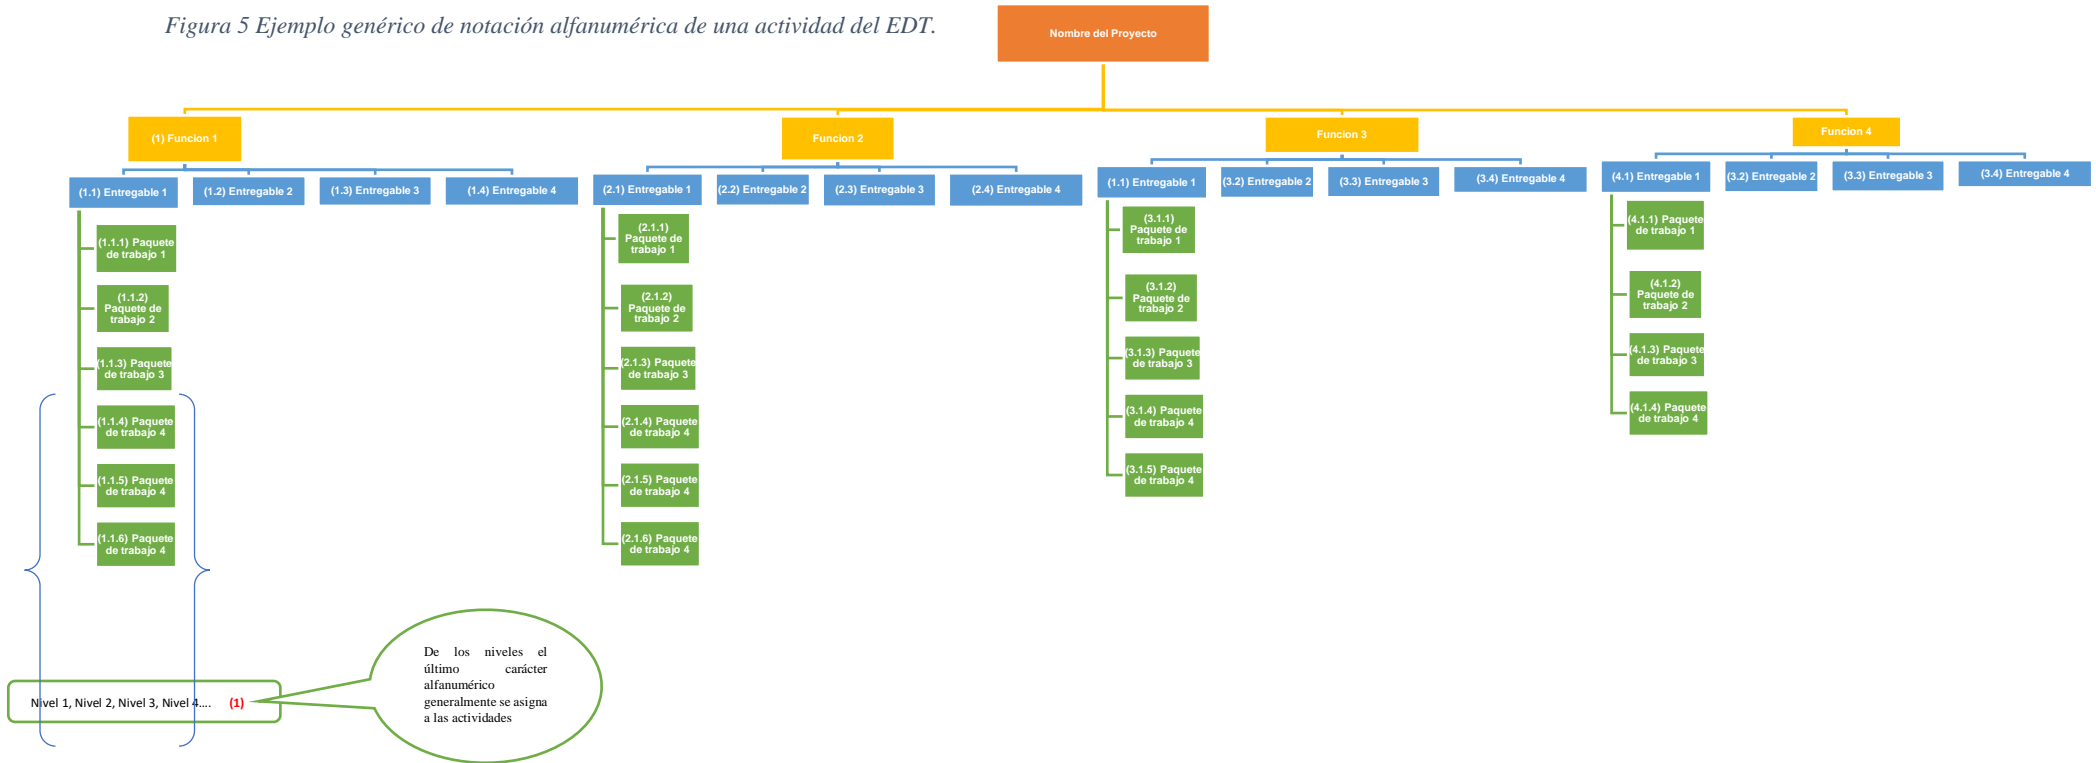 Figura 5 Ejemplo genérico de notación alfanumérica de una actividad del EDT.
Nombre del Proyecto
(1) Funcion 1
Funcion 2
Funcion 3
Funcion 4
(1.1) Entregable 1
(1.2) Entregable 2
(1.3) Entregable 3
(1.4) Entregable 4
(2.1) Entregable 1
(2.2) Entregable 2
(2.3) Entregable 3
(2.4) Entregable 4
(1.1) Entregable 1
(3.2) Entregable 2
(3.3) Entregable 3
(3.4) Entregable 4
(4.1) Entregable 1
(3.2) Entregable 2
(3.3) Entregable 3
(3.4) Entregable 4
(1.1.1) Paquete
de trabajo 1
(1.1.2)
Paquete de
trabajo 2
(1.1.3) Paquete
de trabajo 3
(1.1.4) Paquete
de trabajo 4
(1.1.5) Paquete
de trabajo 4
(1.1.6) Paquete
de trabajo 4
(2.1.1)
Paquete de
trabajo 1
(2.1.2)
Paquete de
trabajo 2
(2.1.3) Paquete
de trabajo 3
(2.1.4) Paquete
de trabajo 4
(2.1.5) Paquete
de trabajo 4
(2.1.6) Paquete
de trabajo 4
(3.1.1)
Paquete de
trabajo 1
(3.1.2)
Paquete de
trabajo 2
(3.1.3) Paquete
de trabajo 3
(3.1.4) Paquete
de trabajo 4
(3.1.5) Paquete
de trabajo 4
(4.1.1) Paquete
de trabajo 1
(4.1.2)
Paquete de
trabajo 2
(4.1.3) Paquete
de trabajo 3
(4.1.4) Paquete
de trabajo 4
Nivel 1, Nivel 2, Nivel 3, Nivel 4.... (1)
De los niveles el
último carácter
alfanumérico
generalmente se asigna
a las actividades